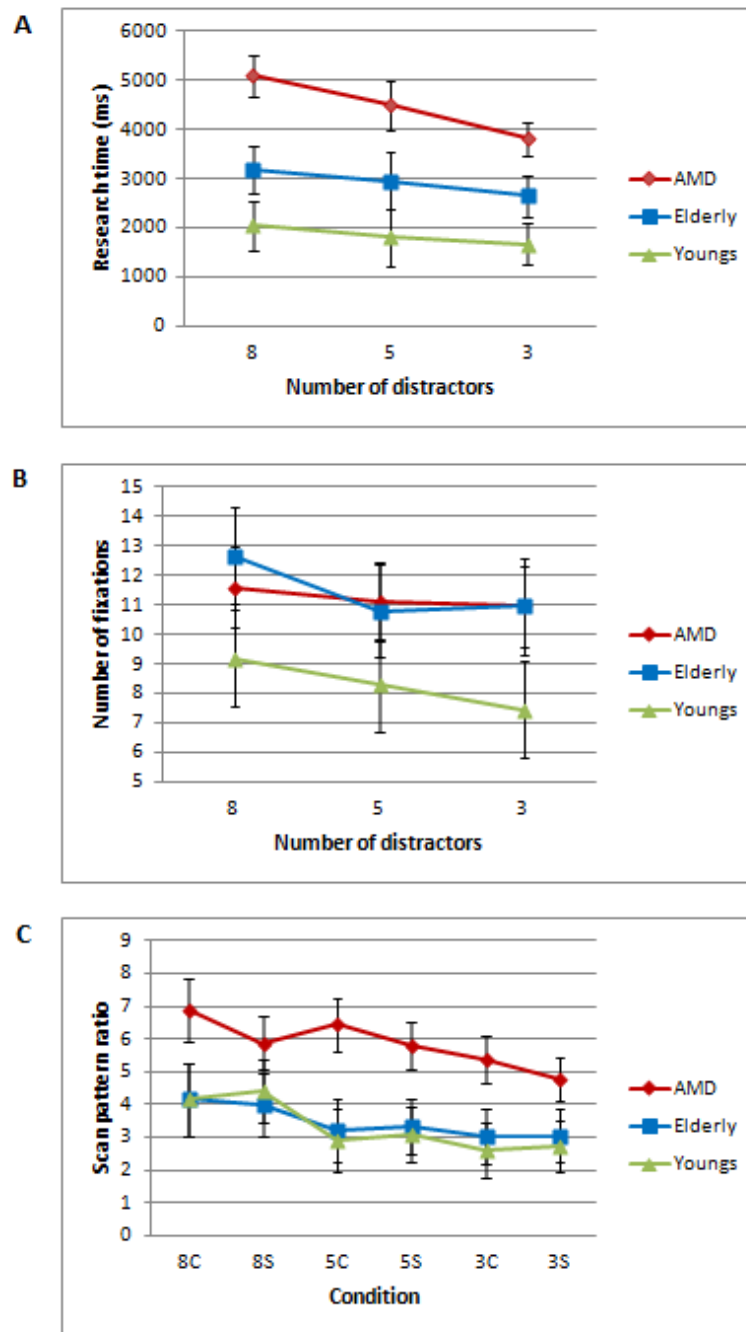 A
Research time (ms)
6000
5000
4000
3000
2000
1000
0
8 5 3
Number of distractors
AMD
Elderly
Youngs
B
Number of fixations
15
14
13
12
11
10
9
8
7
6
5
8 5 3
Number of distractors
AMD
Elderly
Youngs
C
Scan pattern ratio
9
8
7
6
5
4
3
2
1
0
8C 8S 5C 5S 3C 3S
Condition
AMD
Elderly
Youngs